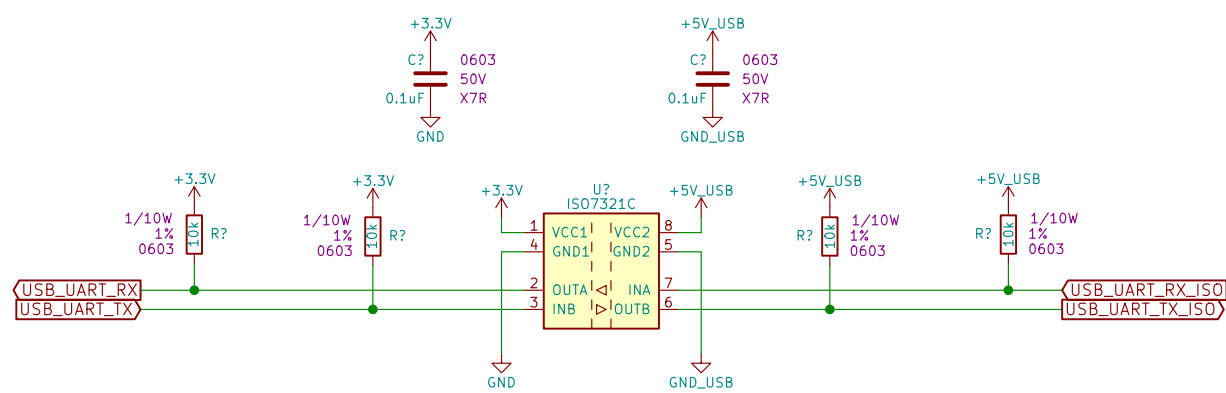 +3.3V
C?
0603
50V
0.1uF
X7R
GND
+5V_USB
C?
0603
50V
0.1uF
X7R
GND_USB
+3.3V
1/10W
1%
0603
10k
R?
+3.3V
1/10W
1%
0603
10k
R?
+3.3V
U?
ISO7321C
+5V_USB
1
VCC1
VCC2
8
4
GND1
GND2
5
2
OUTA
INA
7
3
INB
OUTB
6
GND
GND_USB
+5V_USB
R?
10k
1/10W
1%
0603
+5V_USB
R?
10k
1/10W
1%
0603
USB_UART_RX
USB_UART_TX
USB_UART_RX_ISO
USB_UART_TX_ISO